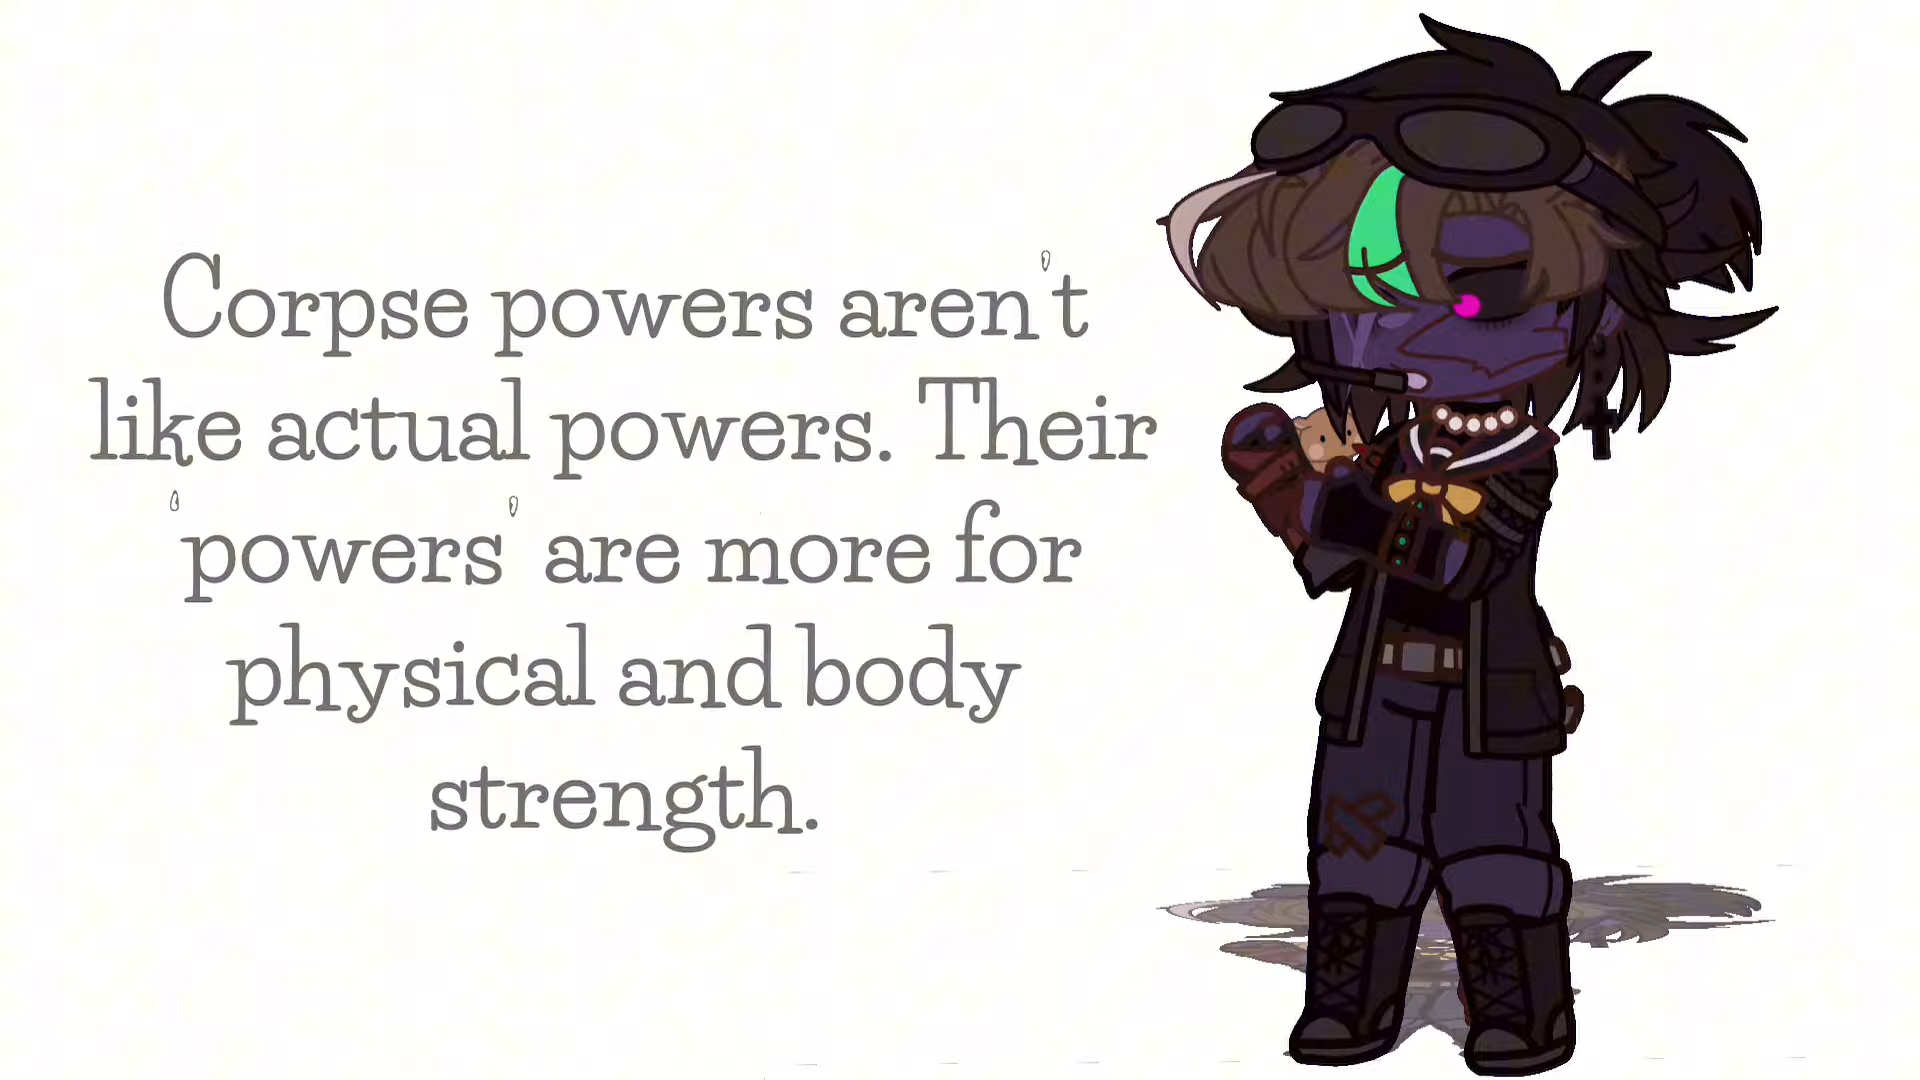 Corpse powers aren't
like actual powers. Their
'powers' are more for
physical and body
strength.